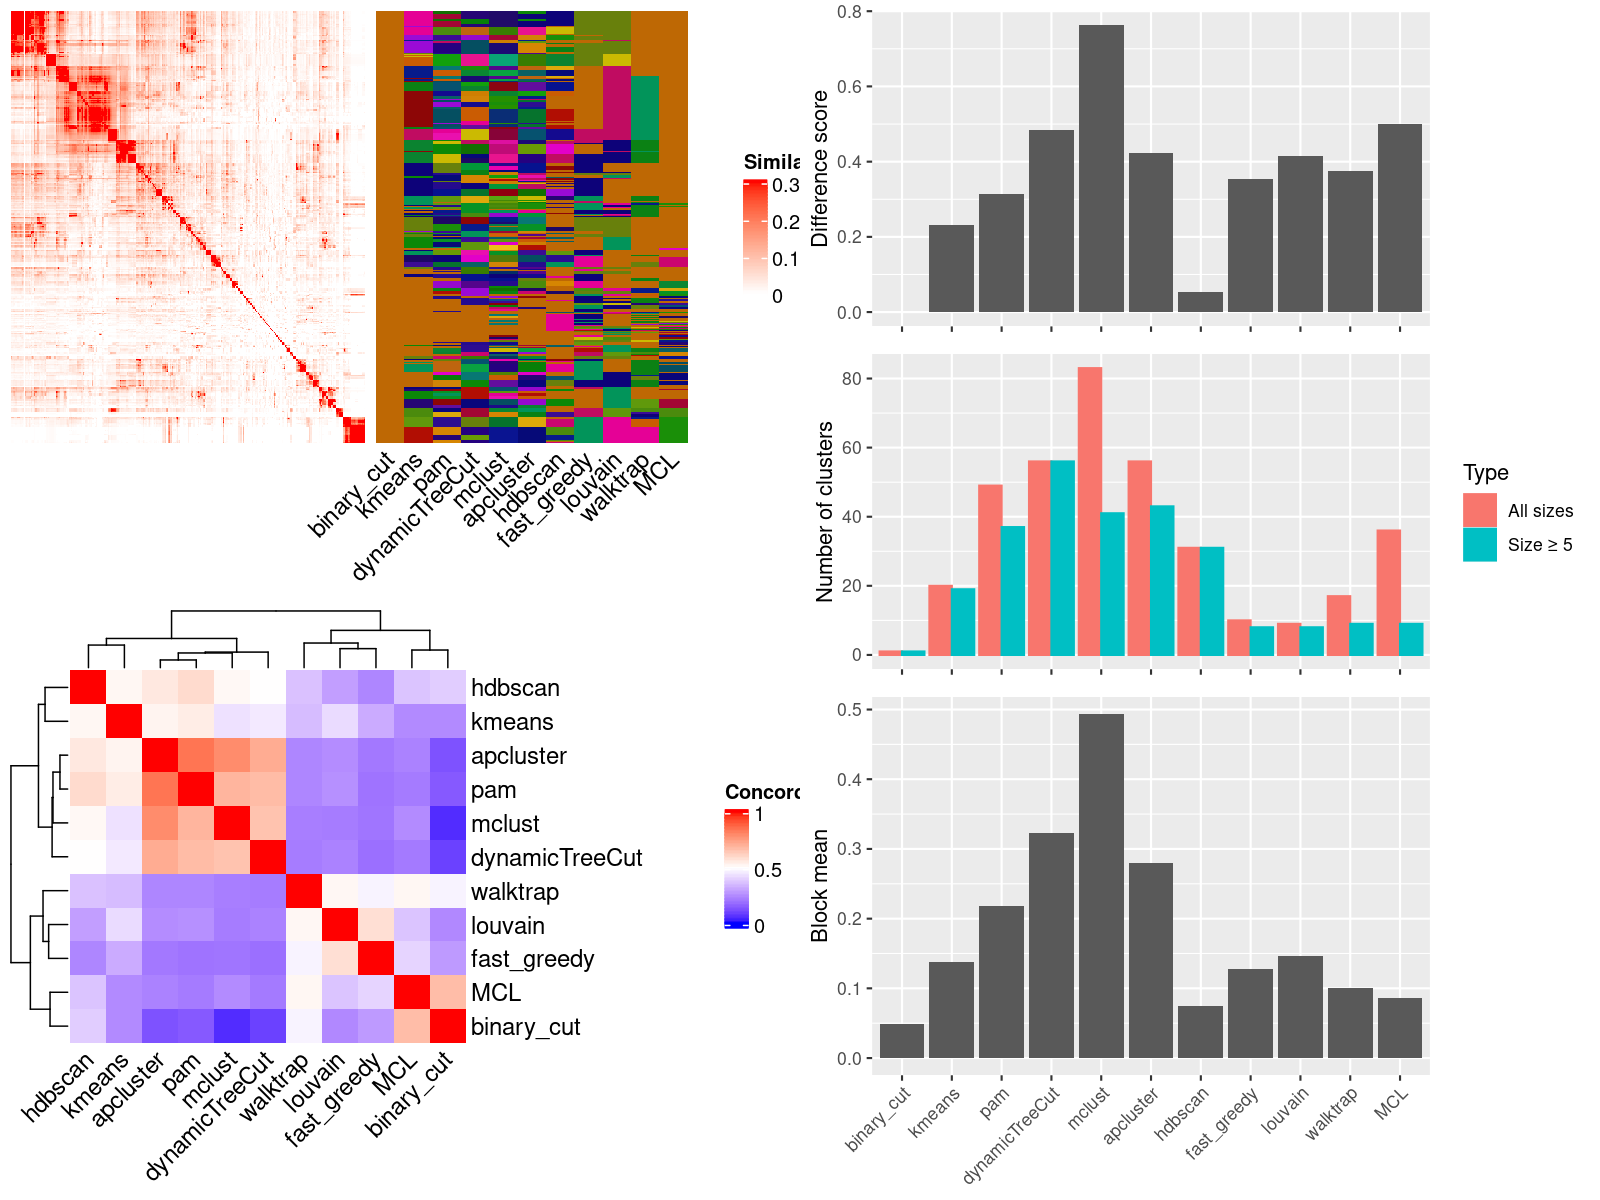 Simila
0.3
0.2
0.1
0
binary_cut
kmeans
pam
dynamicTreeCut
mclust
apcluster
hdbscan
fast_greedy
louvain
walktrap
MCL
Difference score
0.8
0.6
0.4
0.2
0.0
Number of clusters
80
60
40
20
0
Type
All sizes
Size ≥ 5
hdbscan
kmeans
apcluster
pam
mclust
dynamicTreeCut
walktrap
louvain
fast_greedy
MCL
binary_cut
hdbscan
kmeans
apcluster
pam
mclust
dynamicTreeCut
walktrap
louvain
fast_greedy
MCL
binary_cut
Concord
1
0.5
0
Block mean
0.5
0.4
0.3
0.2
0.1
0.0
binary_cut
kmeans
pam
dynamicTreeCut
mclust
apcluster
hdbscan
fast_greedy
louvain
walktrap
MCL